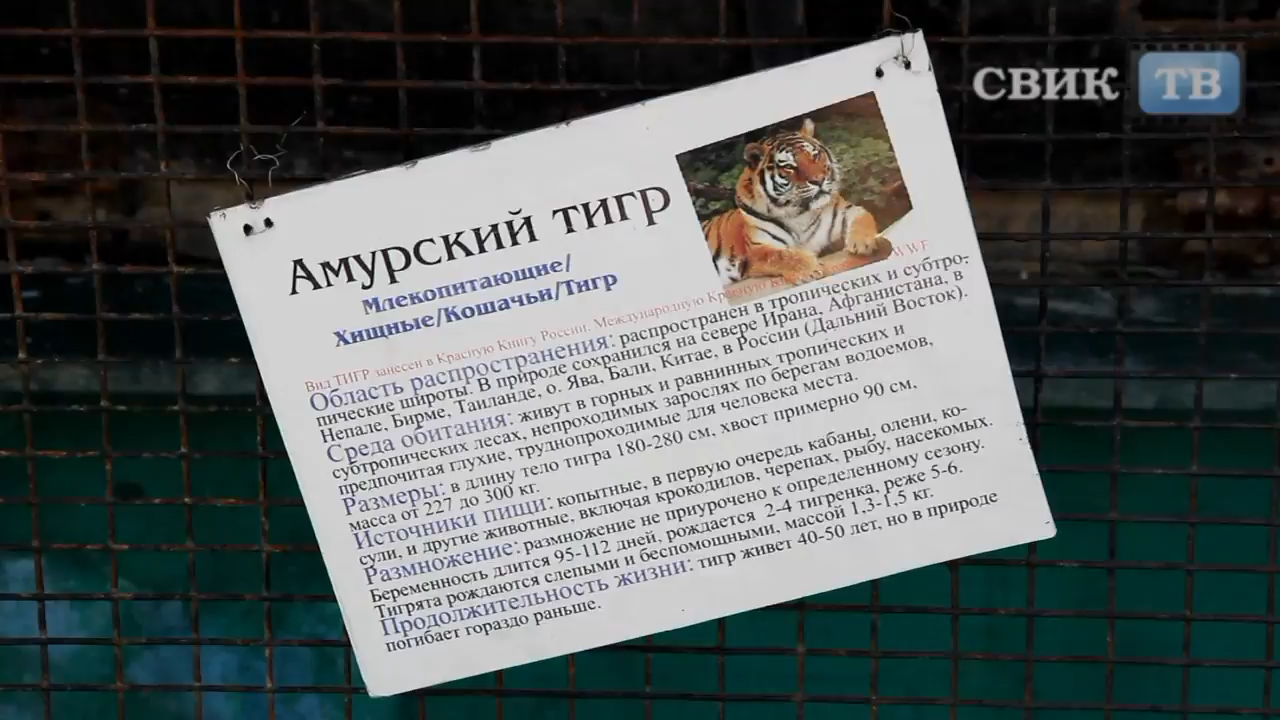 СВИК ТВ
Амурский тигр
Млекопитающие/
Хищные/Кошачьи/Тигр
Вид ТИГР занесен в Красную Книгу России. Международную Красную WWF
Область распространения: распространен в тропических и субтро-
пические широты. В природе сохранился на севере Ирана, Афганистана, в
Непале, Бирме, Таиланде, о. Ява, Бали, Китае, в России (Дальний Восток).
Среда обитания: живут в горных и равнинных тропических и
субтропических лесах, непроходимых зарослях по берегам водоемов,
предпочитая глухие, труднопроходимые для человека места.
Размеры: в длину тело тигра 180-280 см, хвост примерно 90 см,
масса от 227 до 300 кг.
Источники пищи: копытные, в первую очередь кабаны, олени, ко-
сули, и другие животные, включая крокодилов, черепах, рыбу, насекомых.
Размножение: размножение не приурочено к определенному сезону.
Беременность длится 95-112 дней, рождается 2-4 тигренка, реже 5-6.
Тигрята рождаются слепыми и беспомощными, массой 1,3-1,5 кг.
Продолжительность жизни: тигр живет 40-50 лет, но в природе
погибает гораздо раньше.